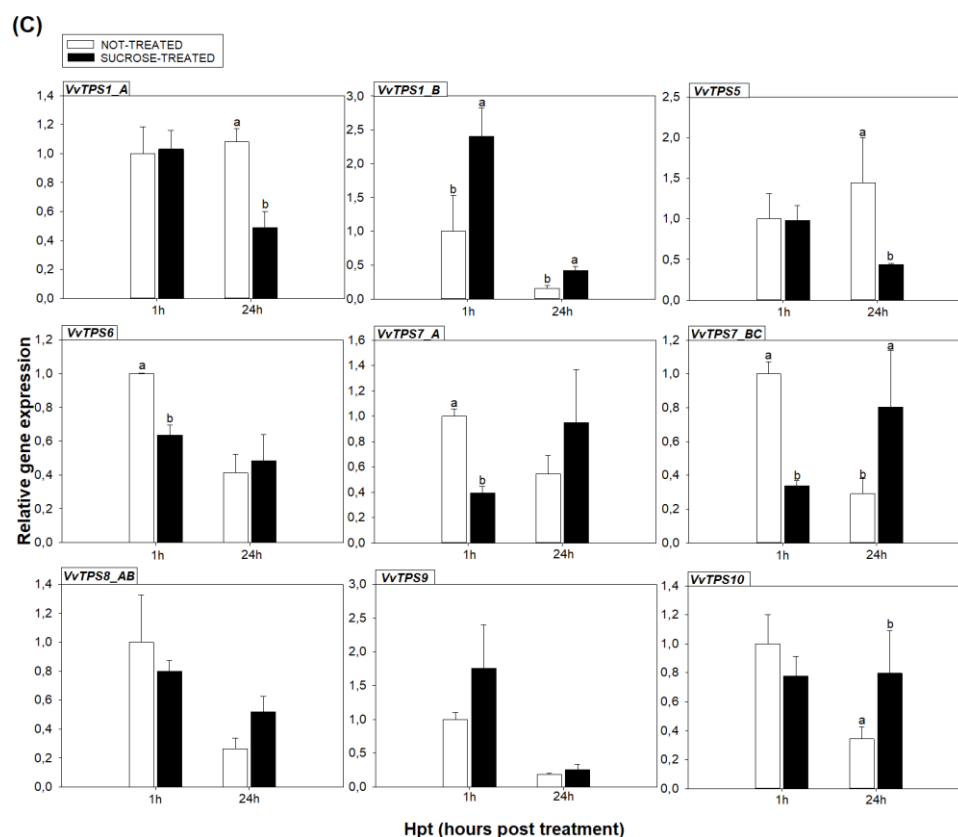 (C)
NOT-TREATED
SUCROSE-TREATED
VvTPS1_A
1,4
1,2
1,0
0,8
0,6
0,4
0,2
0,0
a
b
1h
24h
VvTPS1_B
3,0
2,5
2,0
1,5
1,0
0,5
0,0
b
a
b
a
1h
24h
VvTPS5
2,5
2,0
1,5
1,0
0,5
0,0
a
b
1h
24h
Relative gene expression
VvTPS6
1,2
1,0
0,8
0,6
0,4
0,2
0,0
a
b
1h
24h
VvTPS7_A
1,6
1,4
1,2
1,0
0,8
0,6
0,4
0,2
0,0
a
b
1h
24h
VvTPS7_BC
1,2
1,0
0,8
0,6
0,4
0,2
0,0
a
b
b
a
1h
24h
VvTPS8_AB
1,4
1,2
1,0
0,8
0,6
0,4
0,2
0,0
1h
24h
VvTPS9
3,0
2,5
2,0
1,5
1,0
0,5
0,0
1h
24h
VvTPS10
1,4
1,2
1,0
0,8
0,6
0,4
0,2
0,0
a
b
1h
24h
Hpt (hours post treatment)